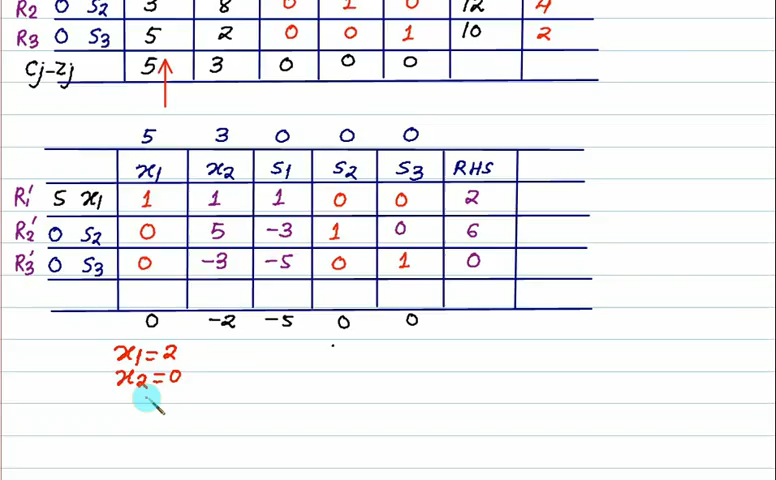 R2 0 S2 3 8 0 1 0 12 4
R3 0 S3 5 2 0 0 1 10 2
Cj-Zj 5 3 0 0 0
5 3 0 0 0
x1 x2 S1 S2 S3 RHS
R1' 5 x1 1 1 1 0 0 2
R2' 0 S2 0 5 -3 1 0 6
R3' 0 S3 0 -3 -5 0 1 0
0 -2 -5 0 0
x1=2
x2=0